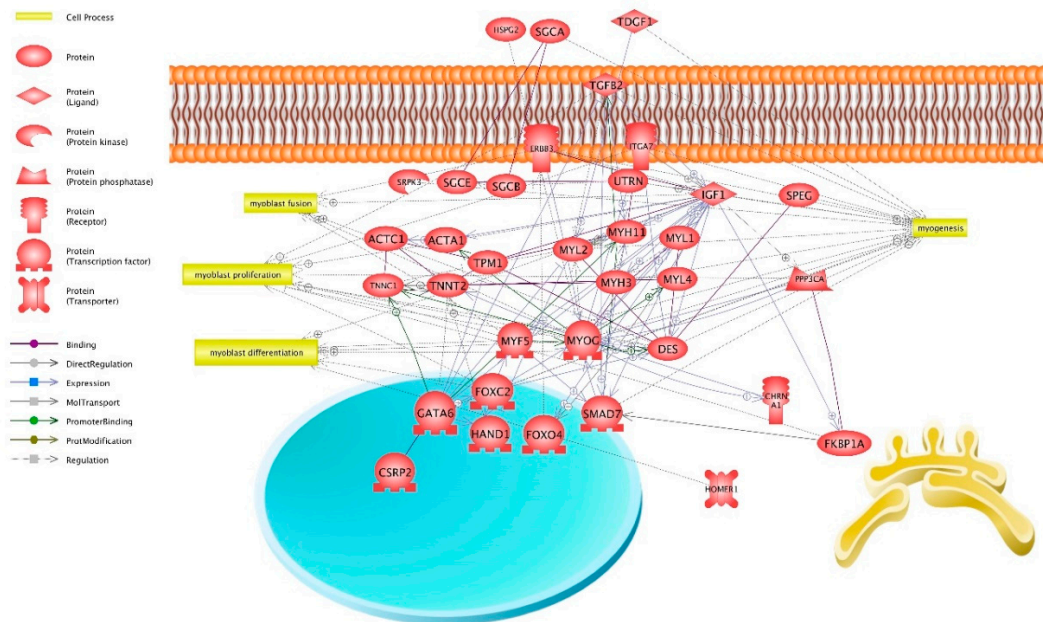 Cell Process
Protein
Protein
(Ligand)
Protein
(Protein kinase)
Protein
(Protein phosphatase)
Protein
(Receptor)
Protein
(Transcription factor)
Protein
(Transporter)
Binding
DirectRegulation
Expression
MolTransport
PromoterBinding
ProtModification
Regulation
HSPG2
SGCA
TDGF1
TGFB2
ERBB3
ITGA7
SRPK3
SGCE
SGCB
UTRN
IGF1
SPEG
myoblast fusion
myogenesis
ACTC1
ACTA1
MYL2
MYH11
MYL1
TPM1
myoblast proliferation
TNNC1
TNNT2
MYH3
MYL4
PPP3CA
MYF5
MYOG
DES
myoblast differentiation
FOXC2
CHRN
A1
GATA6
SMAD7
HAND1
FOXO4
FKBP1A
CSRP2
HOMER1